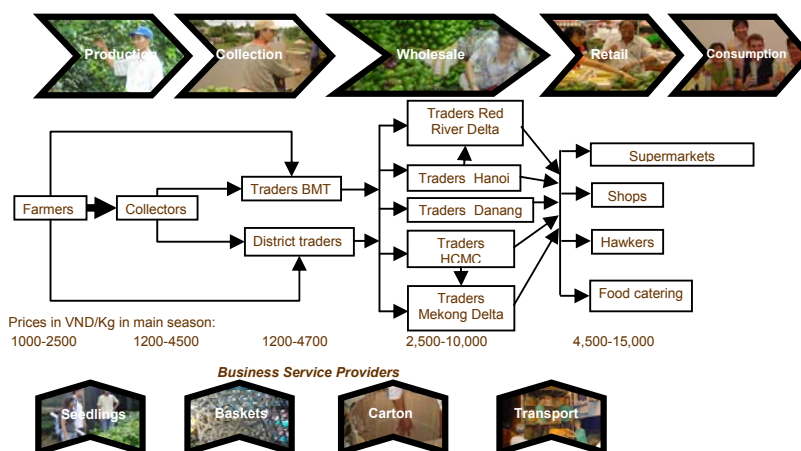 Production
Collection
Wholesale
Retail
Consumption
Traders Red
River Delta
Supermarkets
Traders BMT
Traders Hanoi
Shops
Farmers
Collectors
Traders Danang
District traders
Traders
HCMC
Hawkers
Traders
Mekong Delta
Food catering
Prices in VND/Kg in main season:
1000-2500
1200-4500
1200-4700
2,500-10,000
4,500-15,000
Business Service Providers
Seedlings
Baskets
Carton
Transport